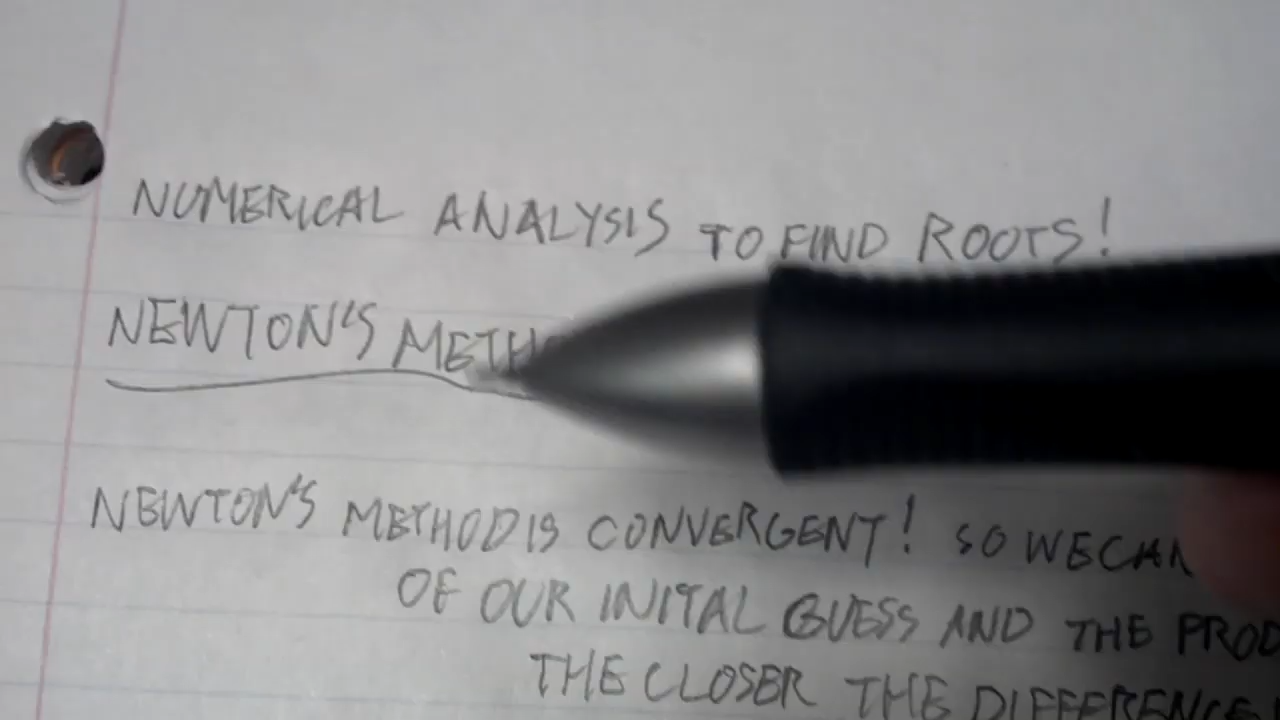 NUMERICAL ANALYSIS TO FIND ROOTS!
NEWTON'S
NEWTON'S METHOD IS CONVERGENT! SO WE CAN
OF OUR INITAL GUESS AND THE
THE CLOSER THE DIFFERENCE